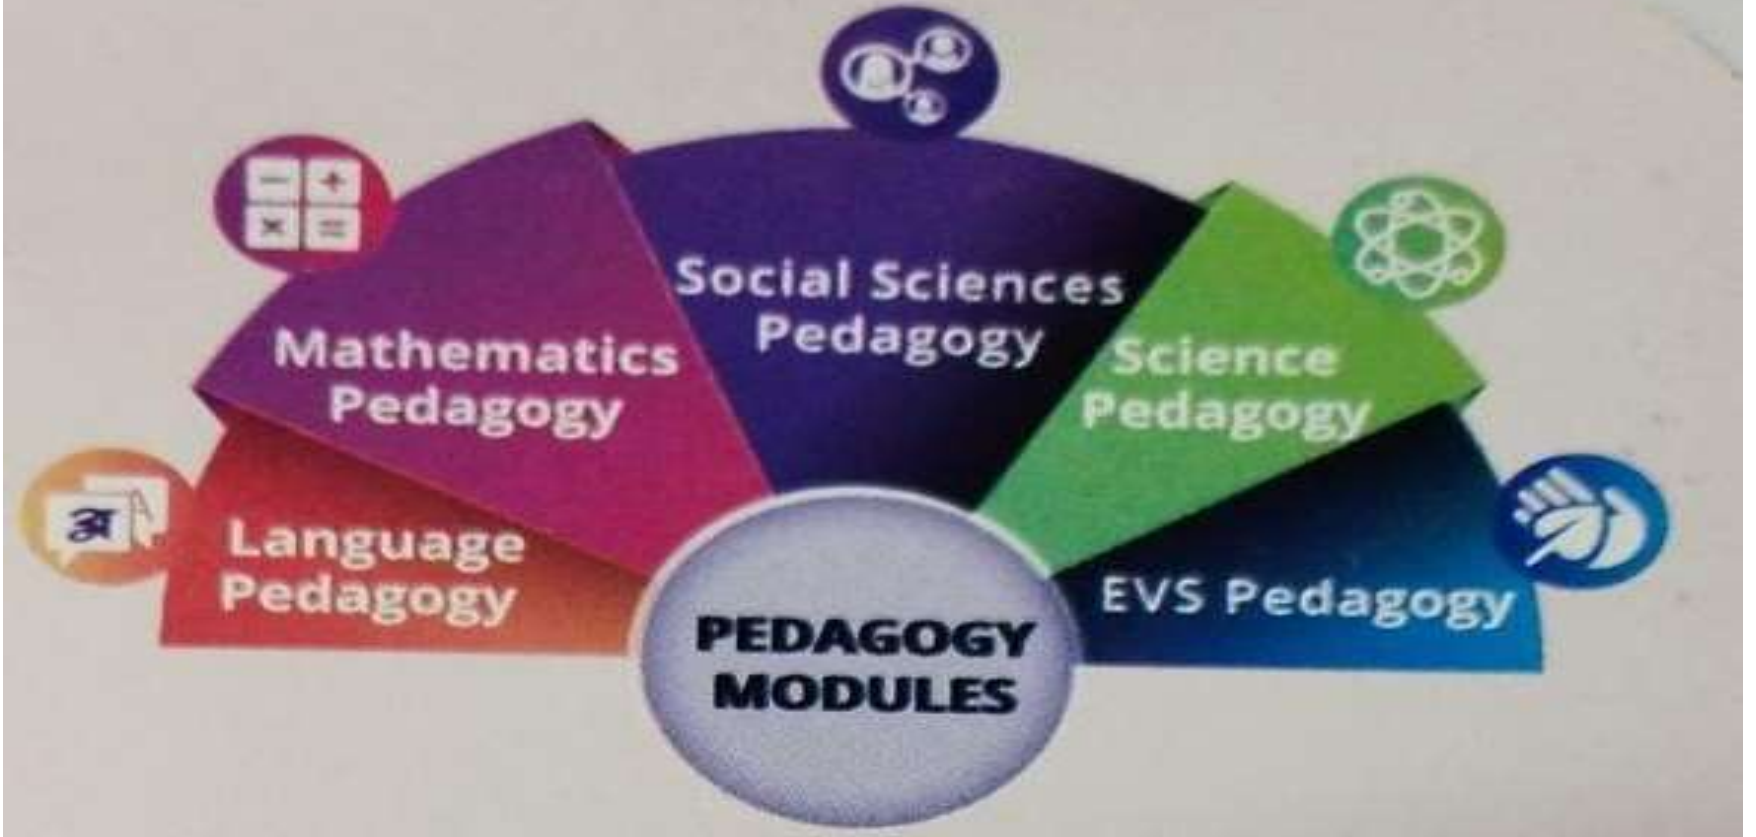 − +
× =
Social Sciences
Pedagogy
Mathematics
Pedagogy
Science
Pedagogy
अ A
Language
Pedagogy
EVS Pedagogy
PEDAGOGY
MODULES